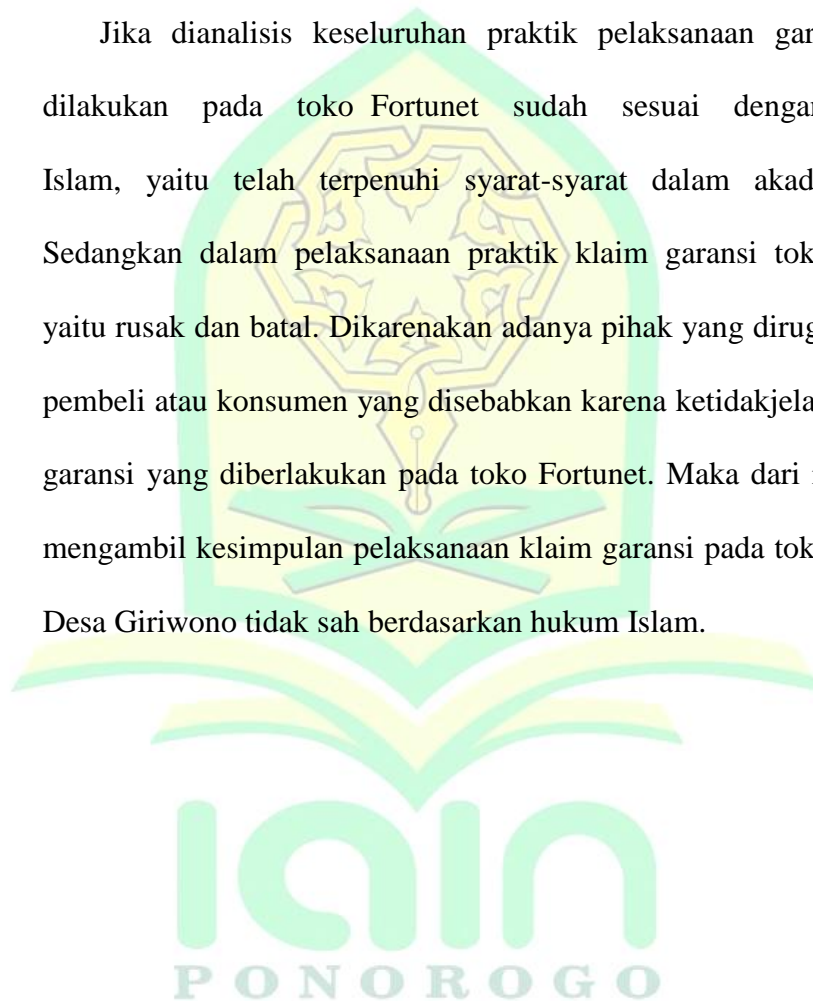 Jika dianalisis keseluruhan praktik pelaksanaan
dilakukan pada toko Fortunet sudah sesuai
Islam, yaitu telah terpenuhi syarat-syarat dalam akad
Sedangkan dalam pelaksanaan praktik klaim garansi
yaitu rusak dan batal. Dikarenakan adanya pihak yang
pembeli atau konsumen yang disebabkan karena
garansi yang diberlakukan pada toko Fortunet. Maka dari
mengambil kesimpulan pelaksanaan klaim garansi pada
Desa Giriwono tidak sah berdasarkan hukum Islam.
iain
PONOROGO